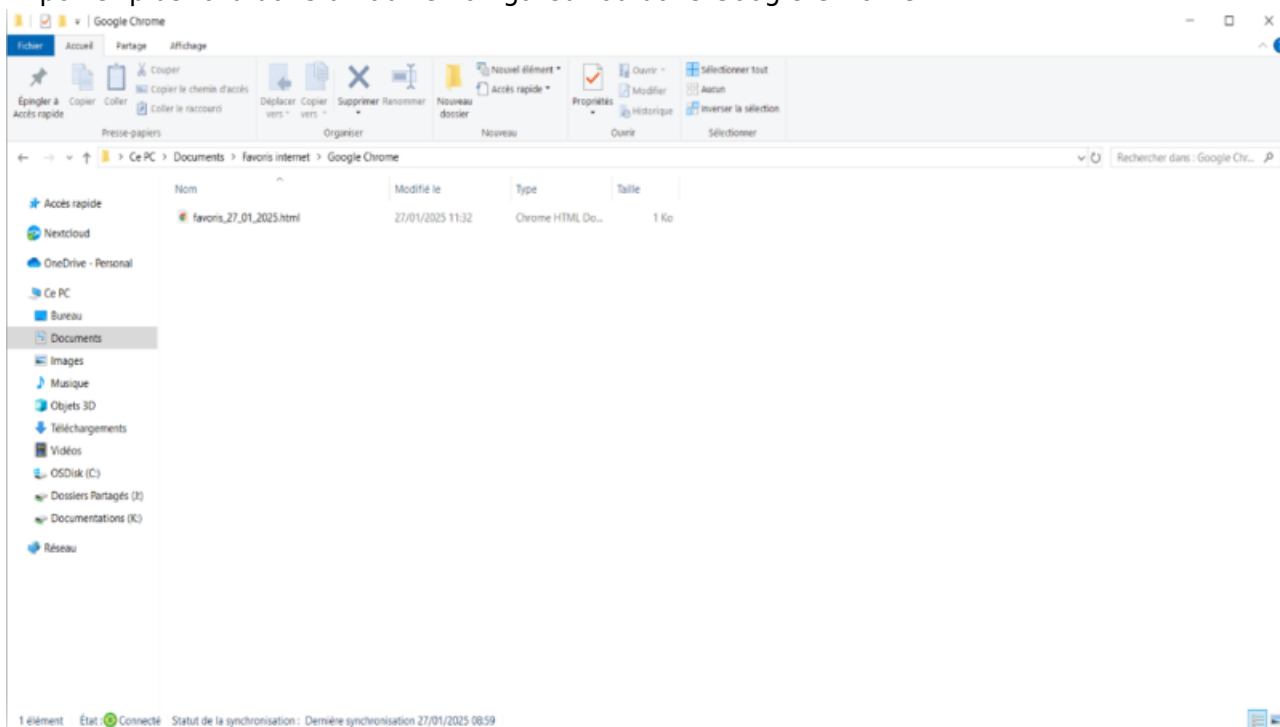 Google Chrome
Fichier Accueil Partage Affichage
Épingler à Accès rapide
Copier
Coller
Couper
Copier le chemin d'accès
Coller le raccourci
Déplacer vers
Copier vers
Supprimer
Renommer
Nouveau dossier
Nouvel élément
Accès rapide
Propriétés
Ouvrir
Modifier
Historique
Sélectionner tout
Aucun
Inverser la sélection
Presse-papiers Organiser Nouveau Ouvrir Sélectionner
Ce PC > Documents > Favoris internet > Google Chrome
Rechercher dans : Google Chr...
Nom Modifié le Type Taille
favoris_27_01_2025.html 27/01/2025 11:32 Chrome HTML Do... 1 Ko
Accès rapide
Nextcloud
OneDrive - Personal
Ce PC
Bureau
Documents
Images
Musique
Objets 3D
Téléchargements
Vidéos
OSDisk (C:)
Dossiers Partagés (J:)
Documentations (K:)
Réseau
1 élément État : Connecté Statut de la synchronisation : Dernière synchronisation 27/01/2025 08:59